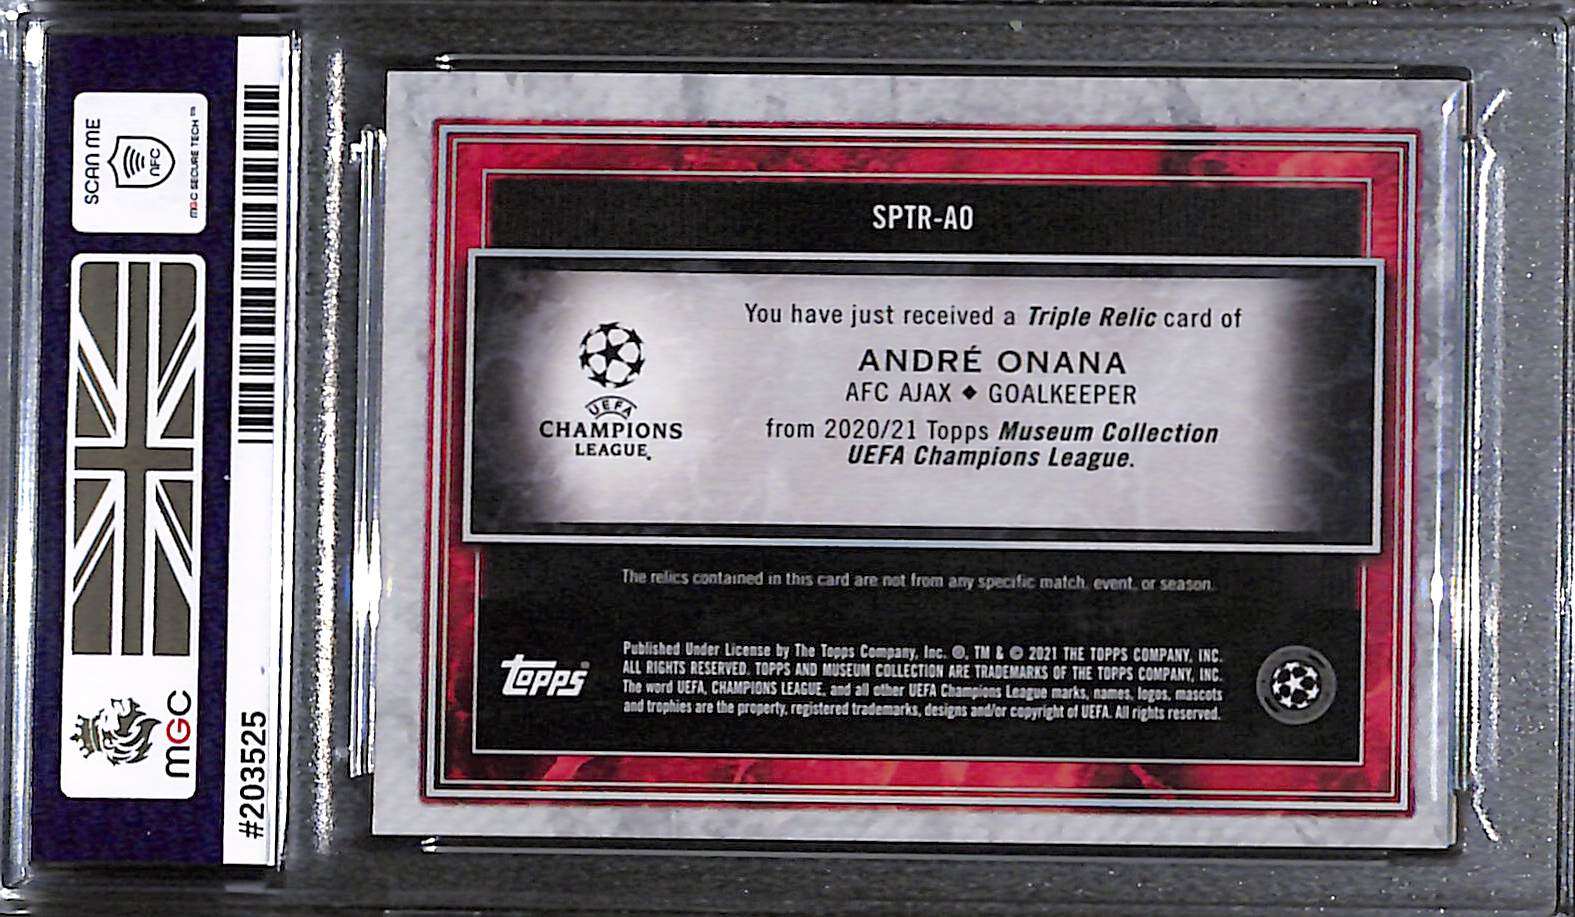 SCAN ME
NFC
MGC SECURE TECH™
MGC
#203525
SPTR-AO
You have just received a Triple Relic card of
ANDRÉ ONANA
AFC AJAX ◆ GOALKEEPER
from 2020/21 Topps Museum Collection
UEFA Champions League.
UEFA
CHAMPIONS
LEAGUE®
The relics contained in this card are not from any specific match, event, or season.
Topps®
Published Under License by The Topps Company, Inc. ®, TM & © 2021 THE TOPPS COMPANY, INC.
ALL RIGHTS RESERVED. TOPPS AND MUSEUM COLLECTION ARE TRADEMARKS OF THE TOPPS COMPANY, INC.
The word UEFA, CHAMPIONS LEAGUE, and all other UEFA Champions League marks, names, logos, mascots
and trophies are the property, registered trademarks, designs and/or copyright of UEFA. All rights reserved.